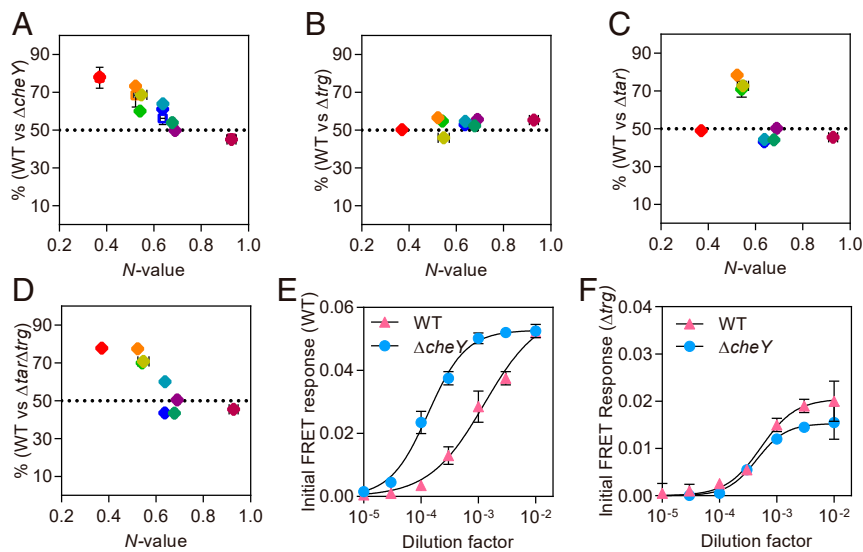 A
% (WT vs ΔcheY)
90
70
50
30
10
0.2 0.4 0.6 0.8 1.0
N-value
B
% (WT vs Δtrg)
90
70
50
30
10
0.2 0.4 0.6 0.8 1.0
N-value
C
% (WT vs Δtar)
90
70
50
30
10
0.2 0.4 0.6 0.8 1.0
N-value
D
% (WT vs ΔtarΔtrg)
90
70
50
30
10
0.2 0.4 0.6 0.8 1.0
N-value
E
Initial FRET response (WT)
0.06
0.04
0.02
0.00
WT
ΔcheY
10-5 10-4 10-3 10-2
Dilution factor
F
Initial FRET Response (Δtrg)
0.04
0.03
0.02
0.01
0.00
WT
ΔcheY
10-5 10-4 10-3 10-2
Dilution factor